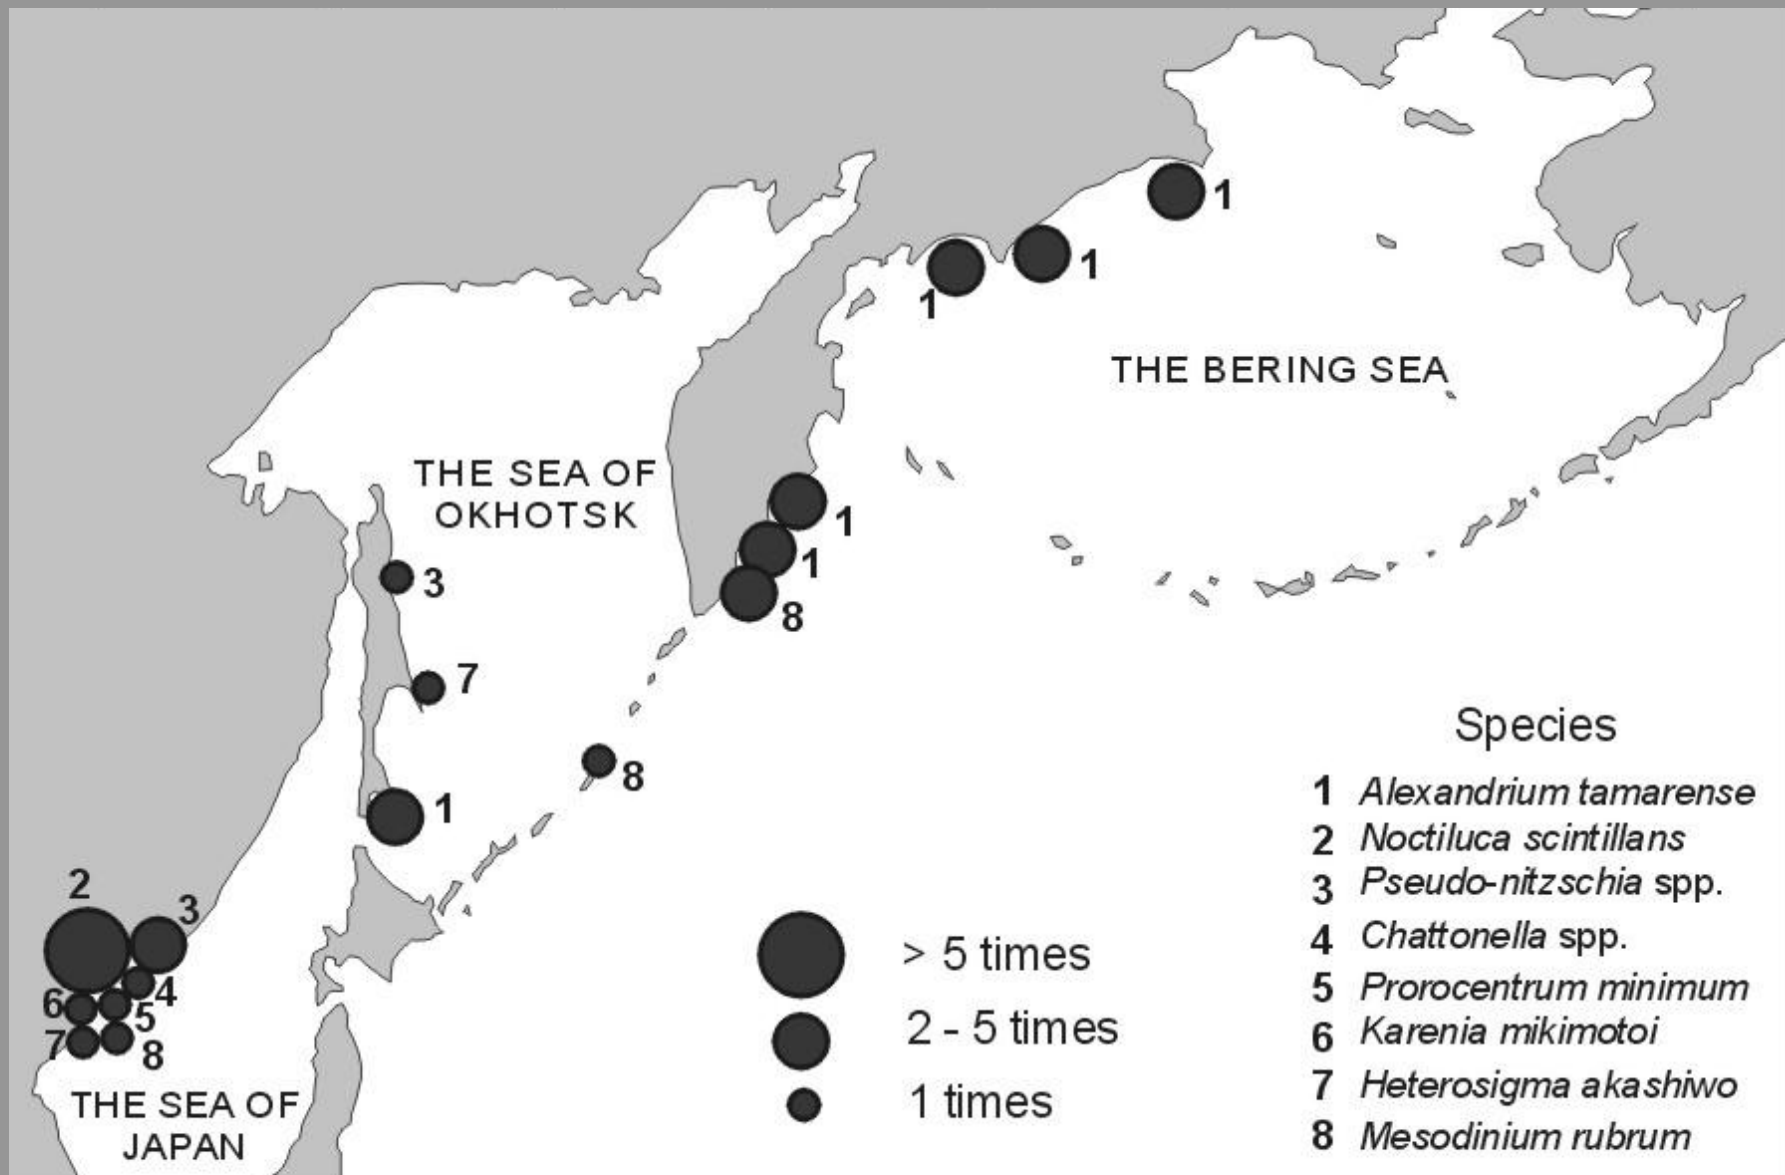 1
1
1
THE BERING SEA
THE SEA OF
OKHOTSK
1
1
8
3
7
8
1
2
3
4
6
5
7
8
THE SEA OF
JAPAN
> 5 times
2 - 5 times
1 times
Species
1 Alexandrium tamarense
2 Noctiluca scintillans
3 Pseudo-nitzschia spp.
4 Chattonella spp.
5 Prorocentrum minimum
6 Karenia mikimotoi
7 Heterosigma akashiwo
8 Mesodinium rubrum